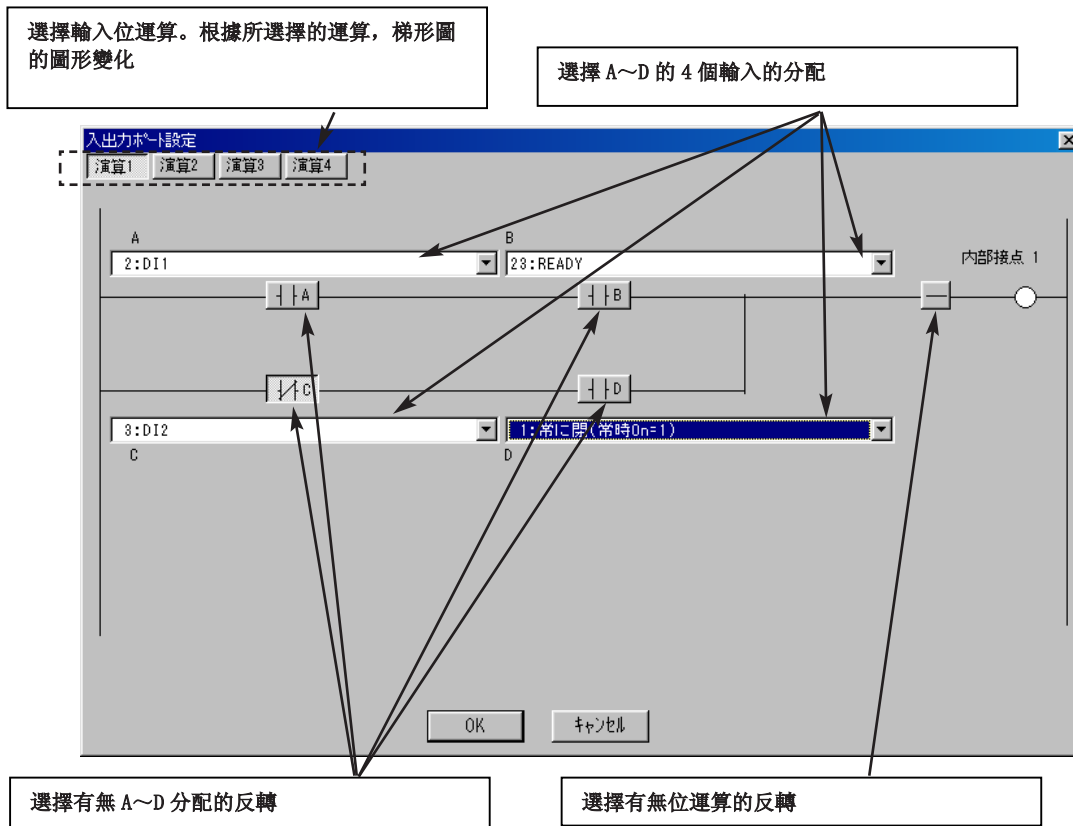 選擇輸入位運算。根據所選擇的運算，梯形圖
的圖形變化
選擇 A～D 的 4 個輸入的分配
入出力ポート設定
演算1 演算2 演算3 演算4
A B
2:DI1 23:READY 内部接点 1
A B
C D
3:DI2 1:常に閉(常時On=1)
C D
OK キャンセル
選擇有無 A～D 分配的反轉 選擇有無位運算的反轉